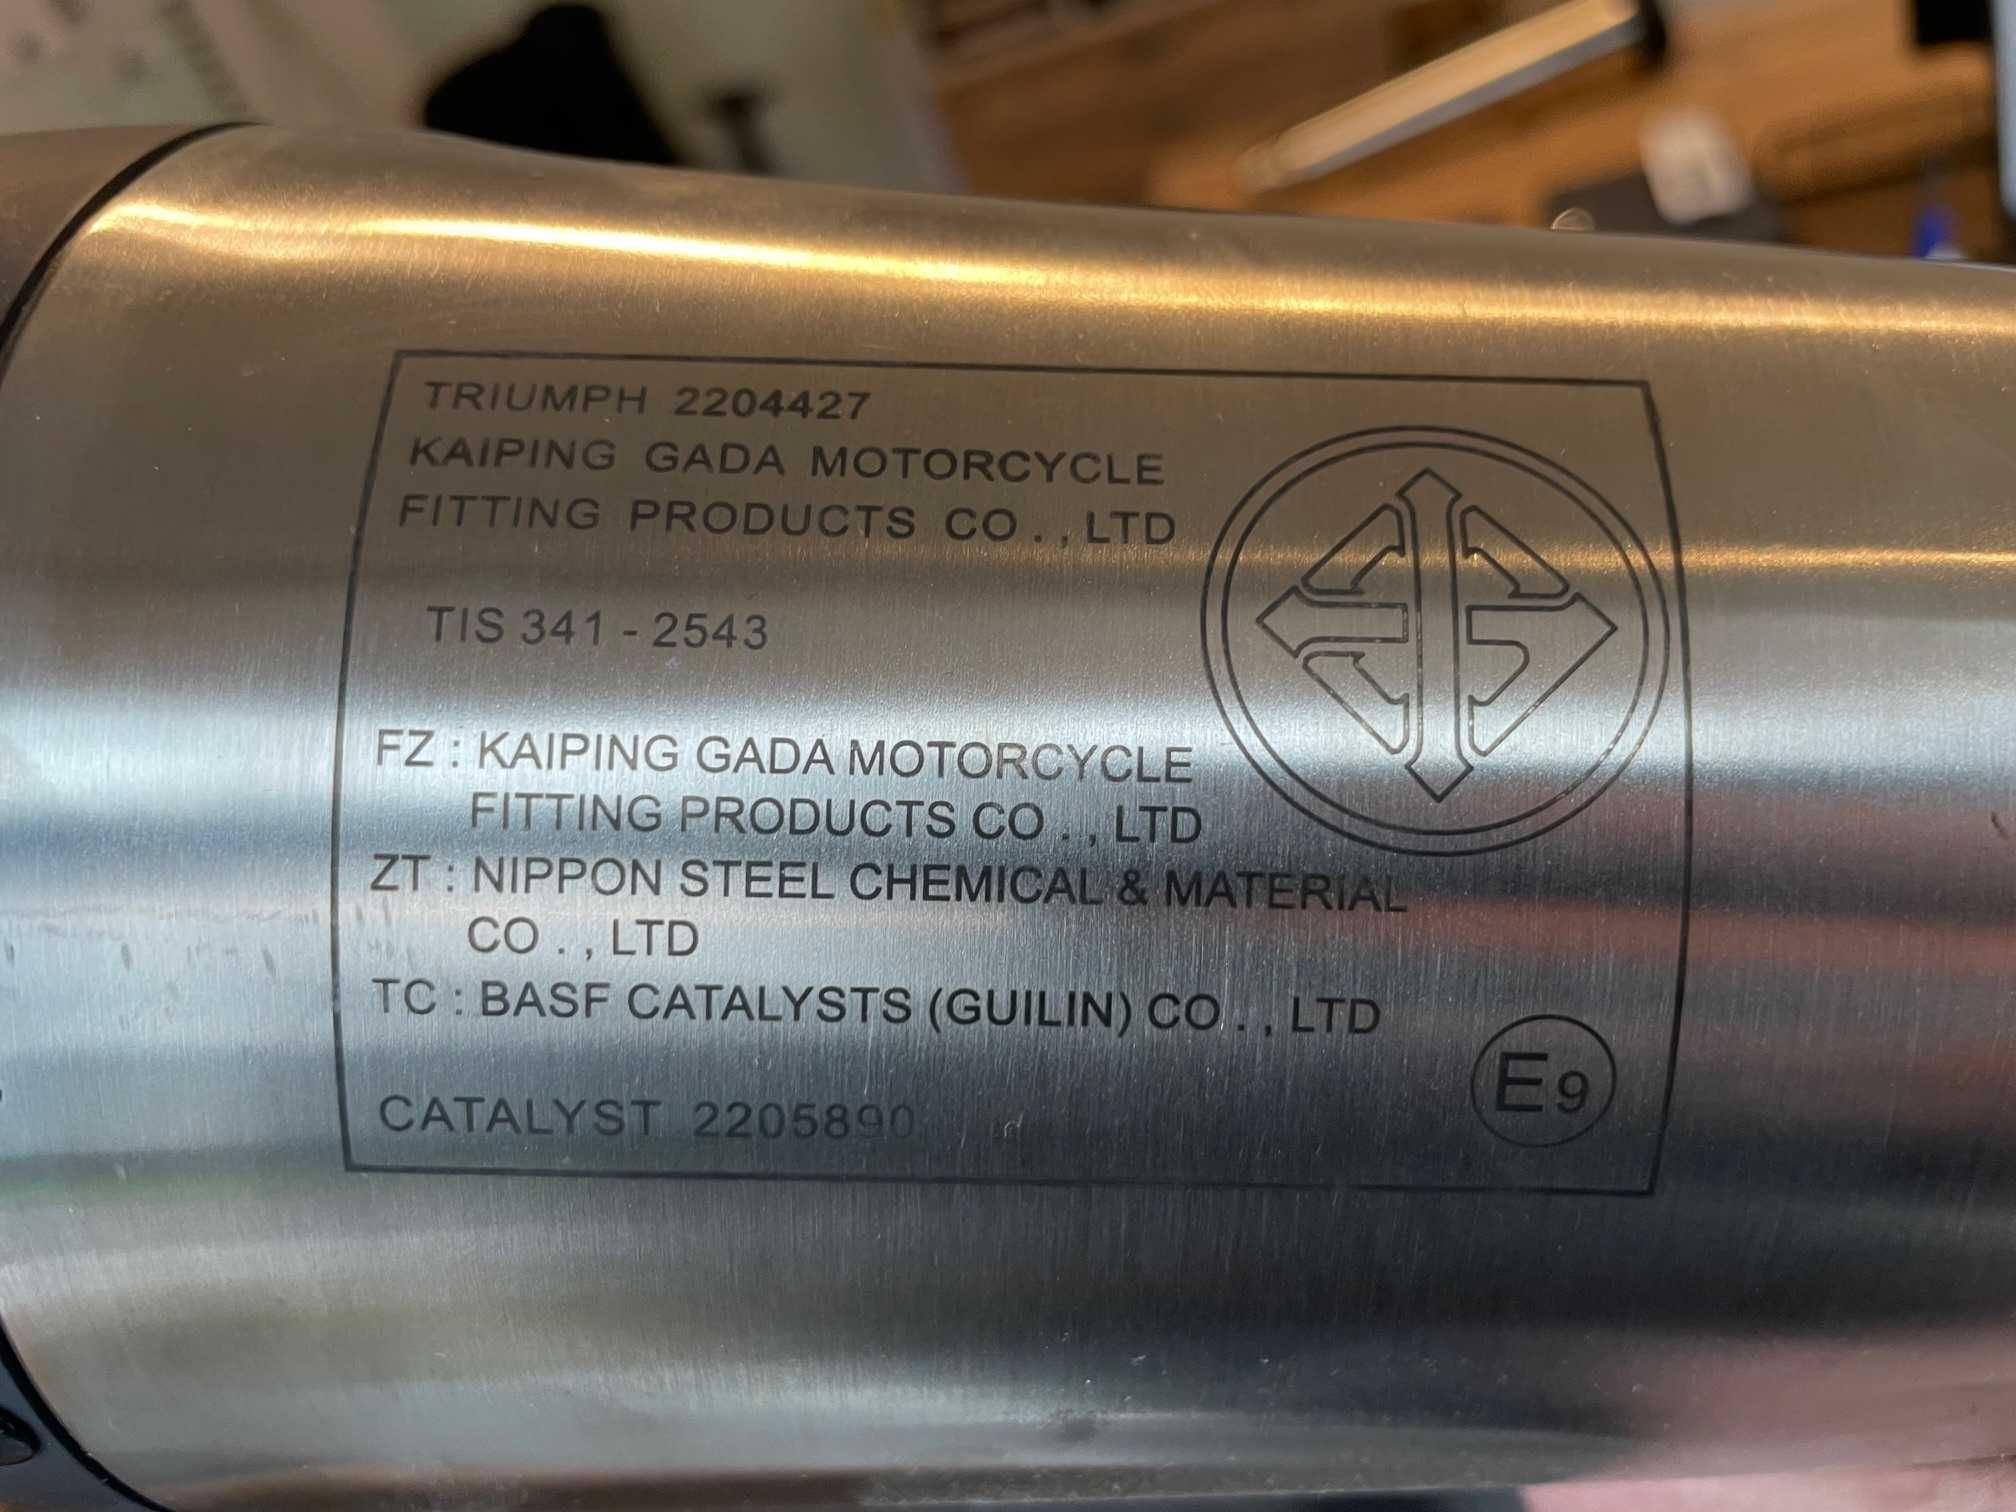 TRIUMPH 2204427
KAIPING GADA MOTORCYCLE
FITTING PRODUCTS CO . , LTD
TIS 341 - 2543
FZ : KAIPING GADA MOTORCYCLE
FITTING PRODUCTS CO . , LTD
ZT : NIPPON STEEL CHEMICAL & MATERIAL
CO . , LTD
TC : BASF CATALYSTS (GUILIN) CO . , LTD
CATALYST 2205890
E9